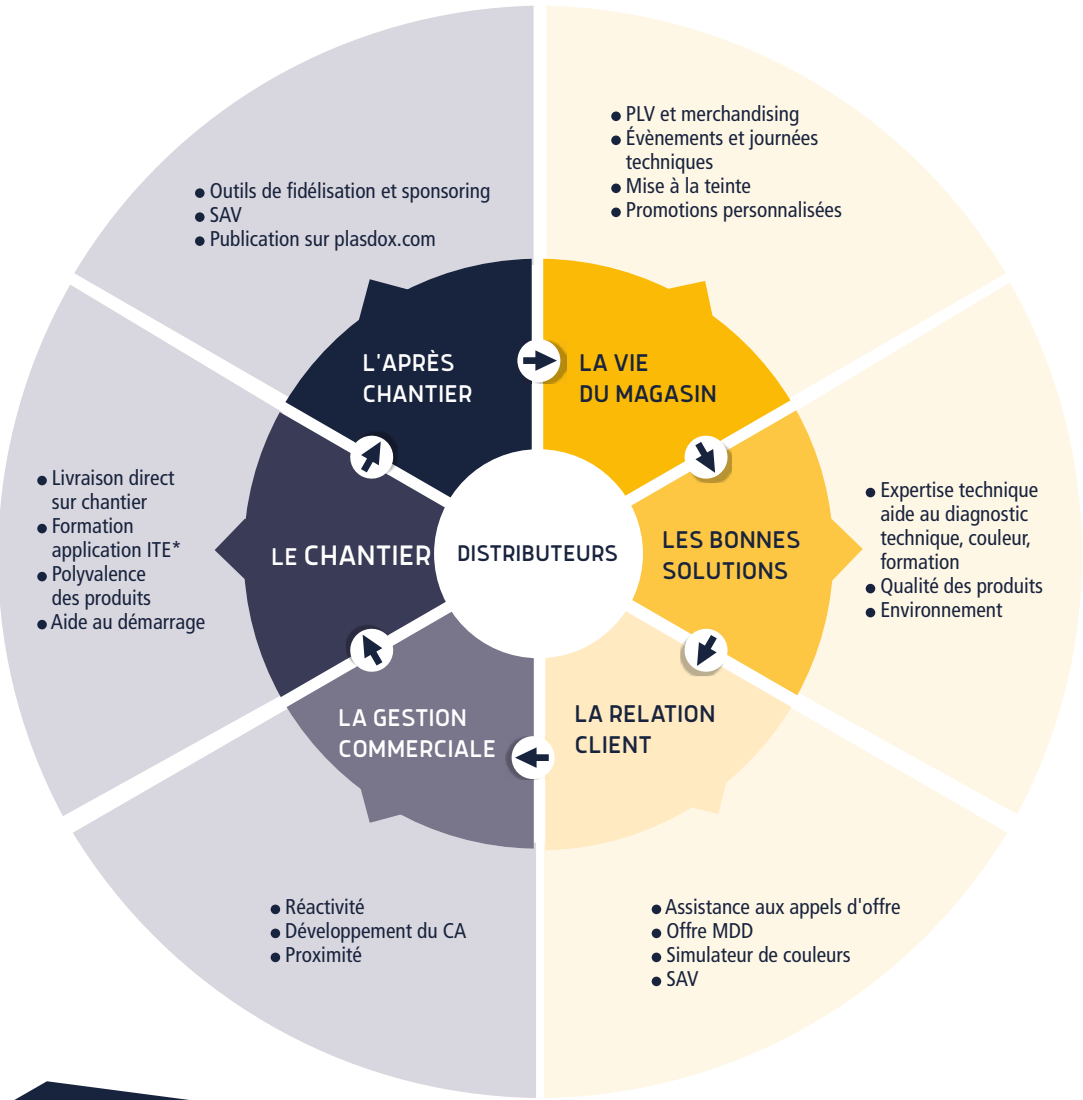 ● PLV et merchandising
● Évènements et journées
techniques
● Mise à la teinte
● Promotions personnalisées
● Outils de fidélisation et sponsoring
● SAV
● Publication sur plasdox.com
L'APRÈS
CHANTIER
LA VIE
DU MAGASIN
● Livraison direct
sur chantier
● Formation
application ITE*
● Polyvalence
des produits
● Aide au démarrage
LE CHANTIER
DISTRIBUTEURS
LES BONNES
SOLUTIONS
● Expertise technique
aide au diagnostic
technique, couleur,
formation
● Qualité des produits
● Environnement
LA GESTION
COMMERCIALE
LA RELATION
CLIENT
● Réactivité
● Développement du CA
● Proximité
● Assistance aux appels d'offre
● Offre MDD
● Simulateur de couleurs
● SAV